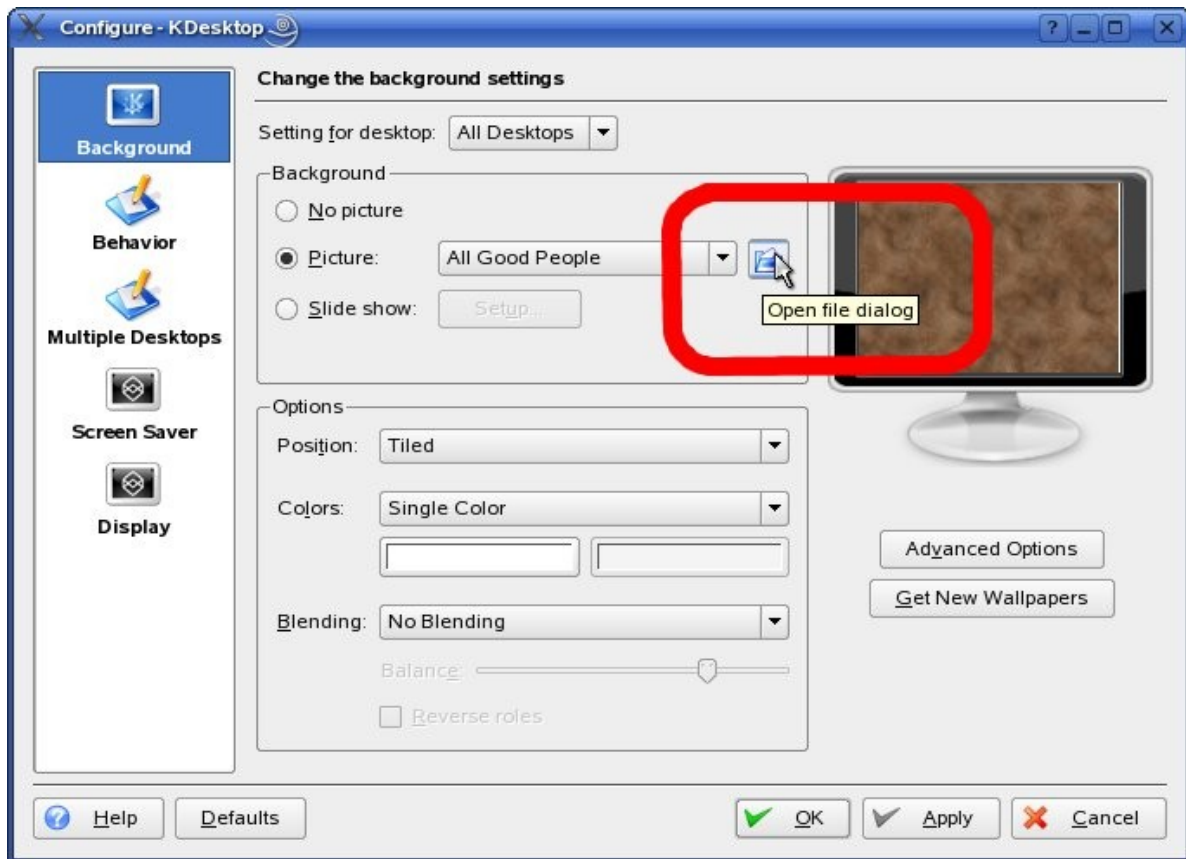 Configure - KDesktop
Change the background settings
Background
Behavior
Multiple Desktops
Screen Saver
Display
Setting for desktop: All Desktops
Background
No picture
Picture: All Good People
Open file dialog
Slide show: Setup...
Options
Position: Tiled
Colors: Single Color
Blending: No Blending
Balance:
Reverse roles
Advanced Options
Get New Wallpapers
Help
Defaults
OK
Apply
Cancel